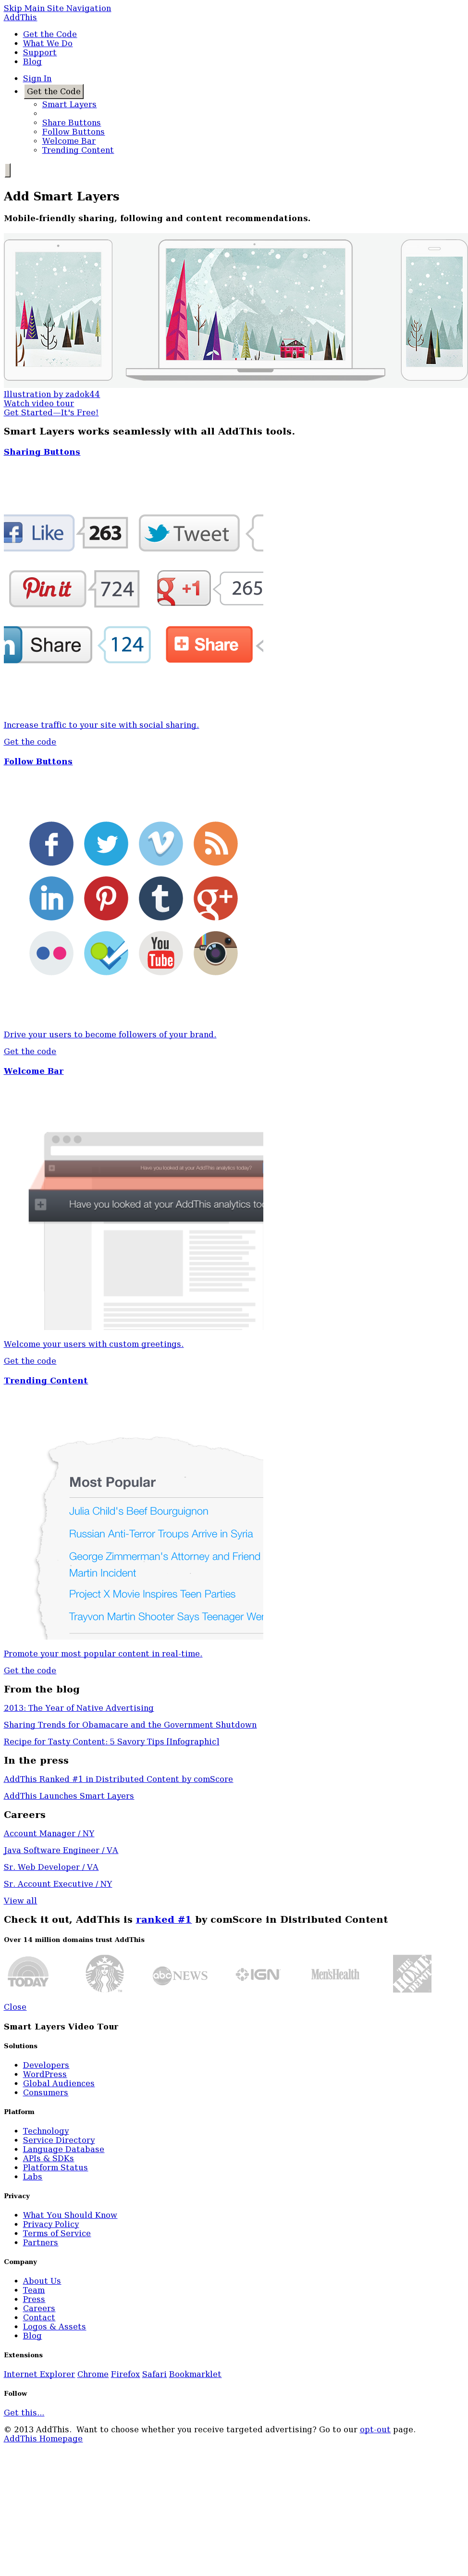 Skip Main Site Navigation
AddThis
Get the Code
What We Do
Support
Blog
Sign In
Get the Code
Smart Layers
Share Buttons
Follow Buttons
Welcome Bar
Trending Content
Add Smart Layers
Mobile-friendly sharing, following and content recommendations.
Illustration by zadok44
Watch video tour
Get Started—It's Free!
Smart Layers works seamlessly with all AddThis tools.
Sharing Buttons
Like 263 Tweet
Pin it 724 +1 265
Share 124 Share
Increase traffic to your site with social sharing.
Get the code
Follow Buttons
You Tube
Drive your users to become followers of your brand.
Get the code
Welcome Bar
Have you looked at your AddThis analytics today?
Have you looked at your AddThis analytics
Welcome your users with custom greetings.
Get the code
Trending Content
Most Popular
Julia Child's Beef Bourguignon
Russian Anti-Terror Troups Arrive in Syria
George Zimmerman's Attorney and Friend
Martin Incident
Project X Movie Inspires Teen Parties
Trayvon Martin Shooter Says Teenager
Promote your most popular content in real-time.
Get the code
From the blog
2013: The Year of Native Advertising
Sharing Trends for Obamacare and the Government Shutdown
Recipe for Tasty Content: 5 Savory Tips [Infographic]
In the press
AddThis Ranked #1 in Distributed Content by comScore
AddThis Launches Smart Layers
Careers
Account Manager / NY
Java Software Engineer / VA
Sr. Web Developer / VA
Sr. Account Executive / NY
View all
Check it out, AddThis is ranked #1 by comScore in Distributed Content
Over 14 million domains trust AddThis
TODAY abc NEWS IGN Men'sHealth THE HOME DEPOT
Close
Smart Layers Video Tour
Solutions
Developers
WordPress
Global Audiences
Consumers
Platform
Technology
Service Directory
Language Database
APIs & SDKs
Platform Status
Labs
Privacy
What You Should Know
Privacy Policy
Terms of Service
Partners
Company
About Us
Team
Press
Careers
Contact
Logos & Assets
Blog
Extensions
Internet Explorer Chrome Firefox Safari Bookmarklet
Follow
Get this...
© 2013 AddThis. Want to choose whether you receive targeted advertising? Go to our opt-out page.
AddThis Homepage